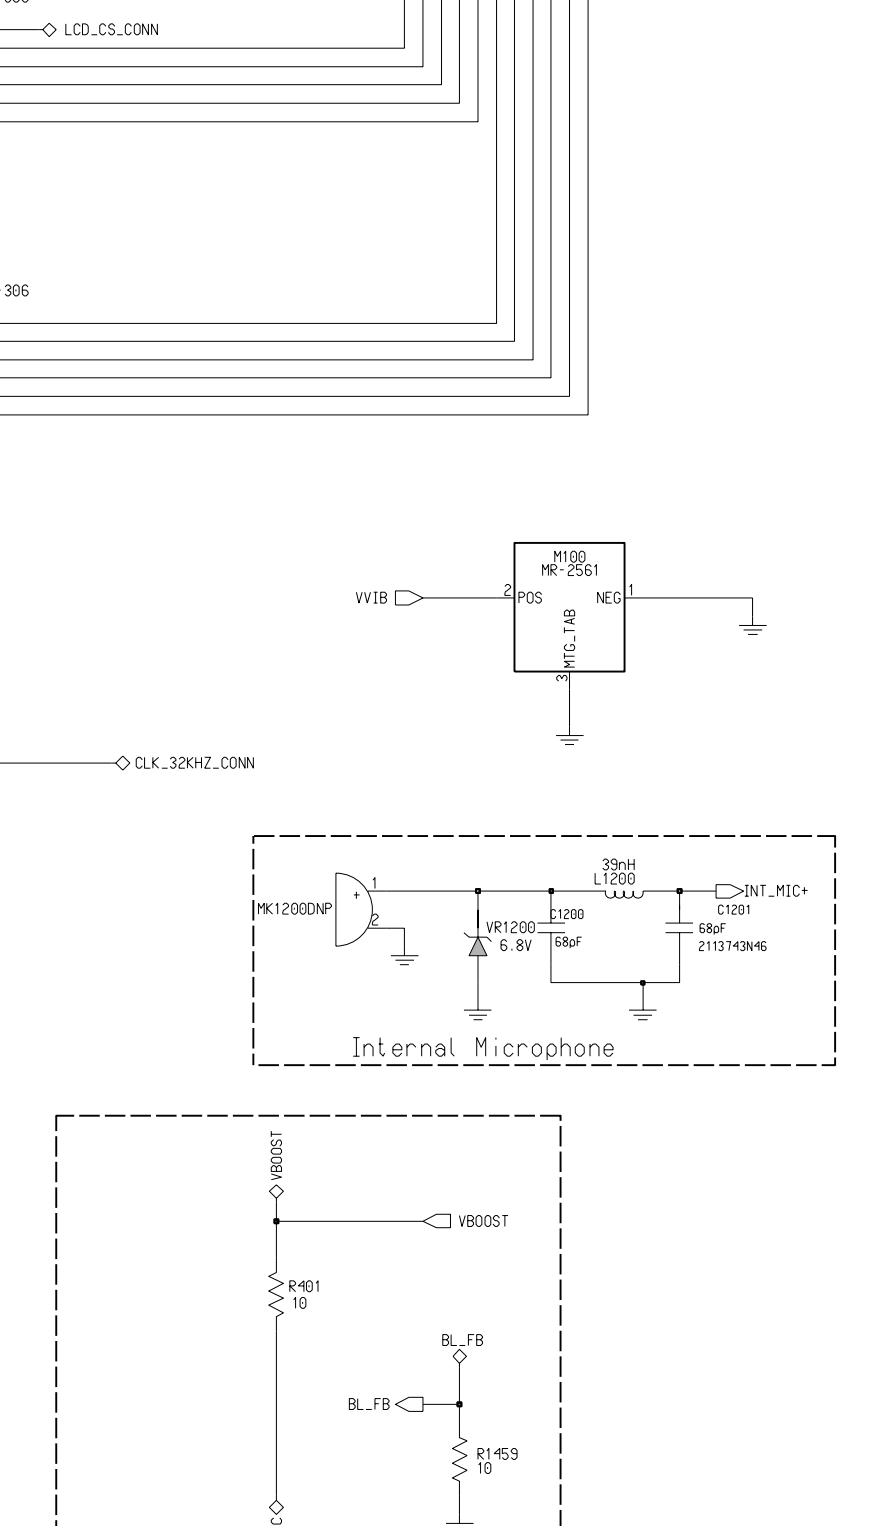 LCD_CS_CONN
306
M100
MR-2561
VVIB
2
POS
NEG
1
MTG_TAB
3
CLK_32KHZ_CONN
39nH
L1200
1
+
INT_MIC+
MK1200DNP
2
C1200
C1201
VR1200
68pF
6.8V
68pF
2113743N46
Internal Microphone
VBOOST
VBOOST
R401
10
BL_FB
BL_FB
R1459
10